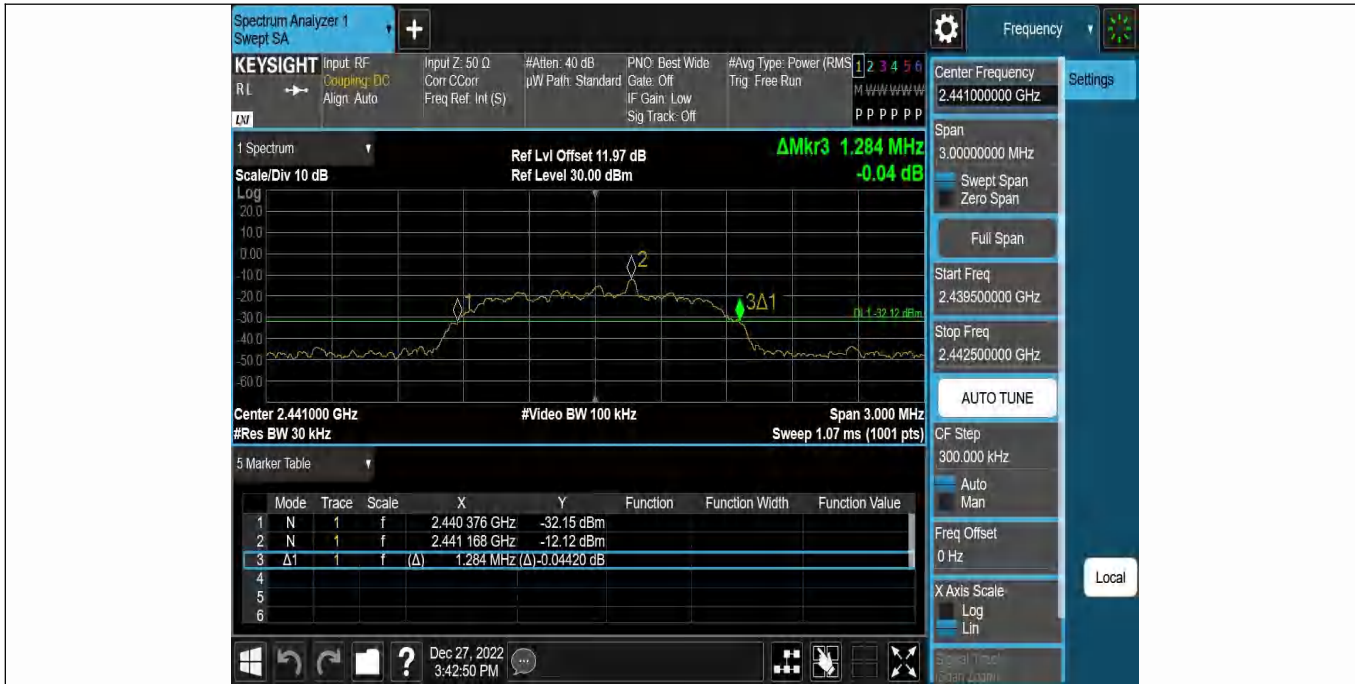 Spectrum Analyzer 1
Swept SA
+
Frequency
KEYSIGHT
RL
LXI
Input: RF
Coupling: DC
Align: Auto
Input Z: 50 Ω
Corr CCorr
Freq Ref: Int (S)
#Atten: 40 dB
µW Path: Standard
PNO: Best Wide
Gate: Off
IF Gain: Low
Sig Track: Off
#Avg Type: Power (RMS
Trig: Free Run
1 2 3 4 5 6
M W W W W W
P P P P P P
1 Spectrum
Scale/Div 10 dB
Ref Lvl Offset 11.97 dB
Ref Level 30.00 dBm
ΔMkr3 1.284 MHz
-0.04 dB
Log
20.0
10.0
0.00
-10.0
-20.0
-30.0
-40.0
-50.0
-60.0
1
2
3Δ1
DL1 -32.12 dBm
Center 2.441000 GHz
#Video BW 100 kHz
Span 3.000 MHz
#Res BW 30 kHz
Sweep 1.07 ms (1001 pts)
5 Marker Table
Mode Trace Scale X Y Function Function Width Function Value
1 N 1 f 2.440 376 GHz -32.15 dBm
2 N 1 f 2.441 168 GHz -12.12 dBm
3 Δ1 1 f (Δ) 1.284 MHz (Δ) -0.04420 dB
4
5
6
?
Dec 27, 2022
3:42:50 PM
Center Frequency
2.441000000 GHz
Settings
Span
3.00000000 MHz
Swept Span
Zero Span
Full Span
Start Freq
2.439500000 GHz
Stop Freq
2.442500000 GHz
AUTO TUNE
CF Step
300.000 kHz
Auto
Man
Freq Offset
0 Hz
X Axis Scale
Log
Lin
Signal Track
(Span Zoom)
Local